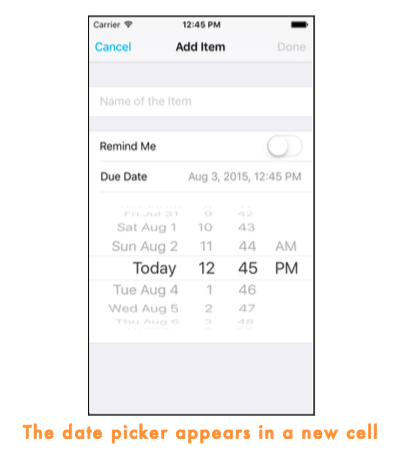 Carrier 12:45 PM
Cancel Add Item Done
Name of the Item
Remind Me
Due Date Aug 3, 2015, 12:45 PM
Fri Jul 31 9 42
Sat Aug 1 10 43
Sun Aug 2 11 44 AM
Today 12 45 PM
Tue Aug 4 1 46
Wed Aug 5 2 47
Thu Aug 6 3 48
The date picker appears in a new cell